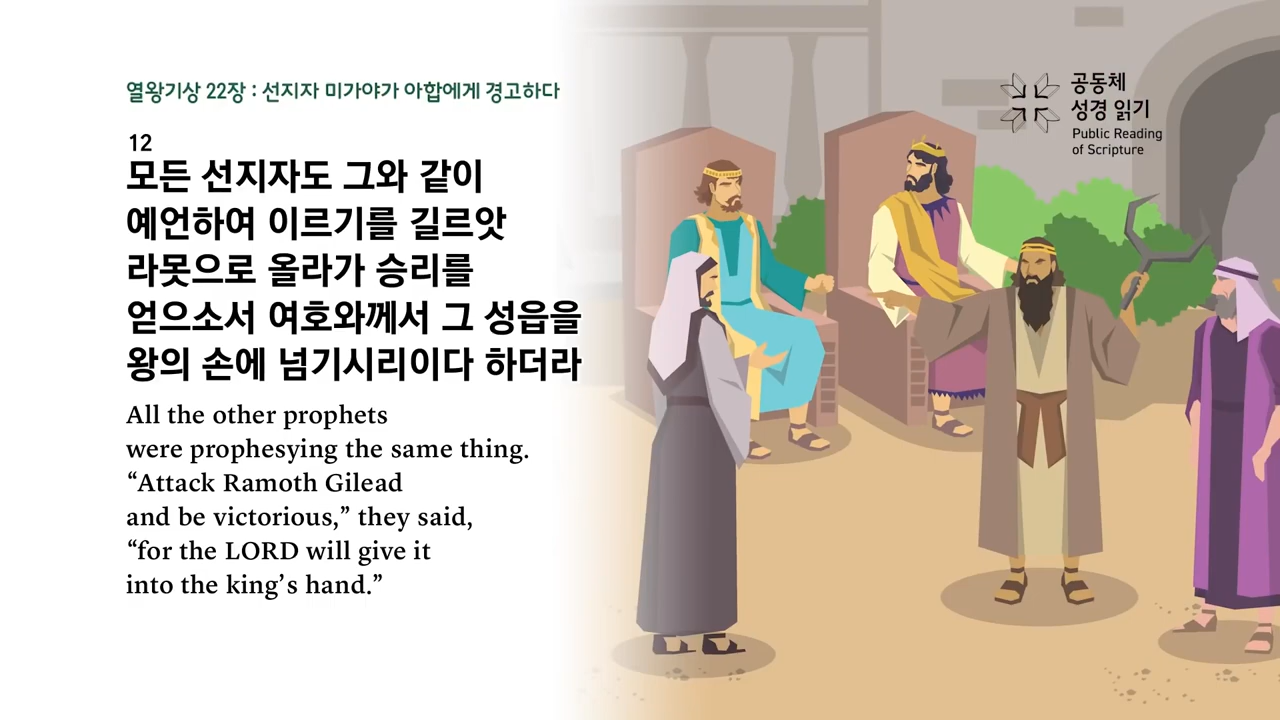 열왕기상 22장 : 선지자 미가야가 아합에게 경고하다
12
모든 선지자도 그와 같이
예언하여 이르기를 길르앗
라못으로 올라가 승리를
얻으소서 여호와께서 그 성읍을
왕의 손에 넘기시리이다 하더라
All the other prophets
were prophesying the same thing.
“Attack Ramoth Gilead
and be victorious,” they said,
“for the LORD will give it
into the king’s hand.”
공동체
성경 읽기
Public Reading
of Scripture